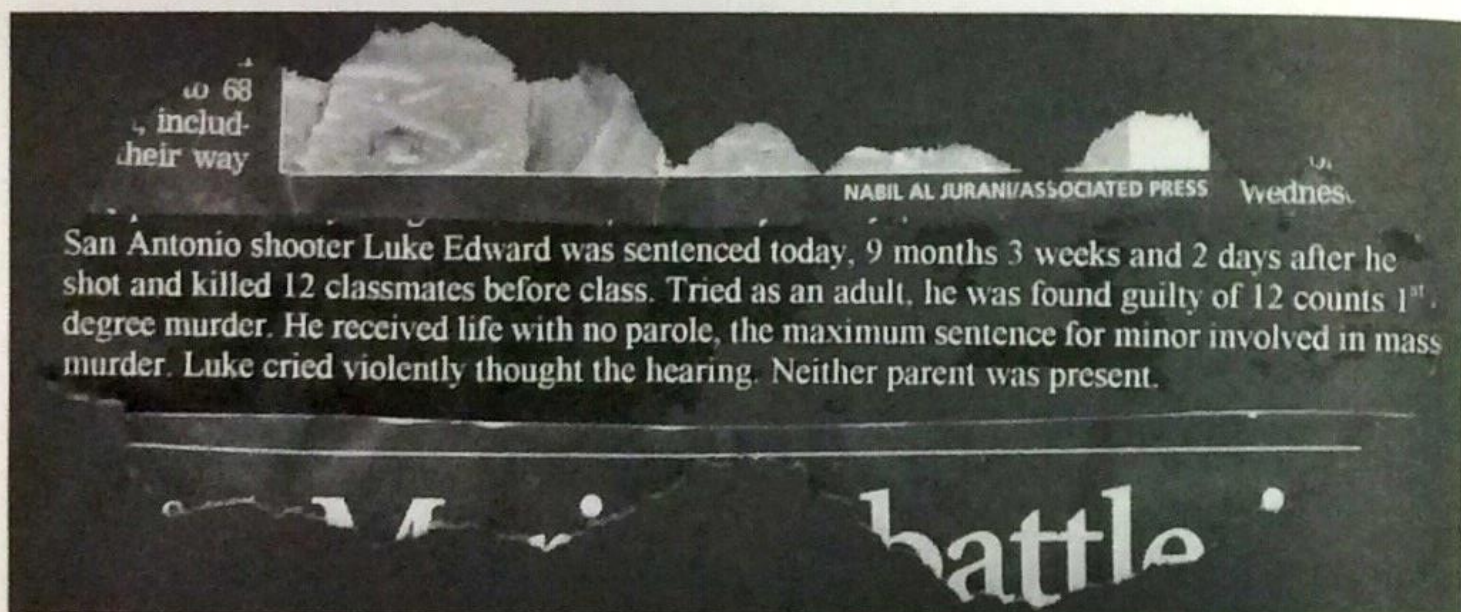 to 68
, includ-
their way
NABIL AL JURANI/ASSOCIATED PRESS
Wednes
San Antonio shooter Luke Edward was sentenced today, 9 months 3 weeks and 2 days after he
shot and killed 12 classmates before class. Tried as an adult, he was found guilty of 12 counts 1st.
degree murder. He received life with no parole, the maximum sentence for minor involved in mass
murder. Luke cried violently thought the hearing. Neither parent was present.
battle